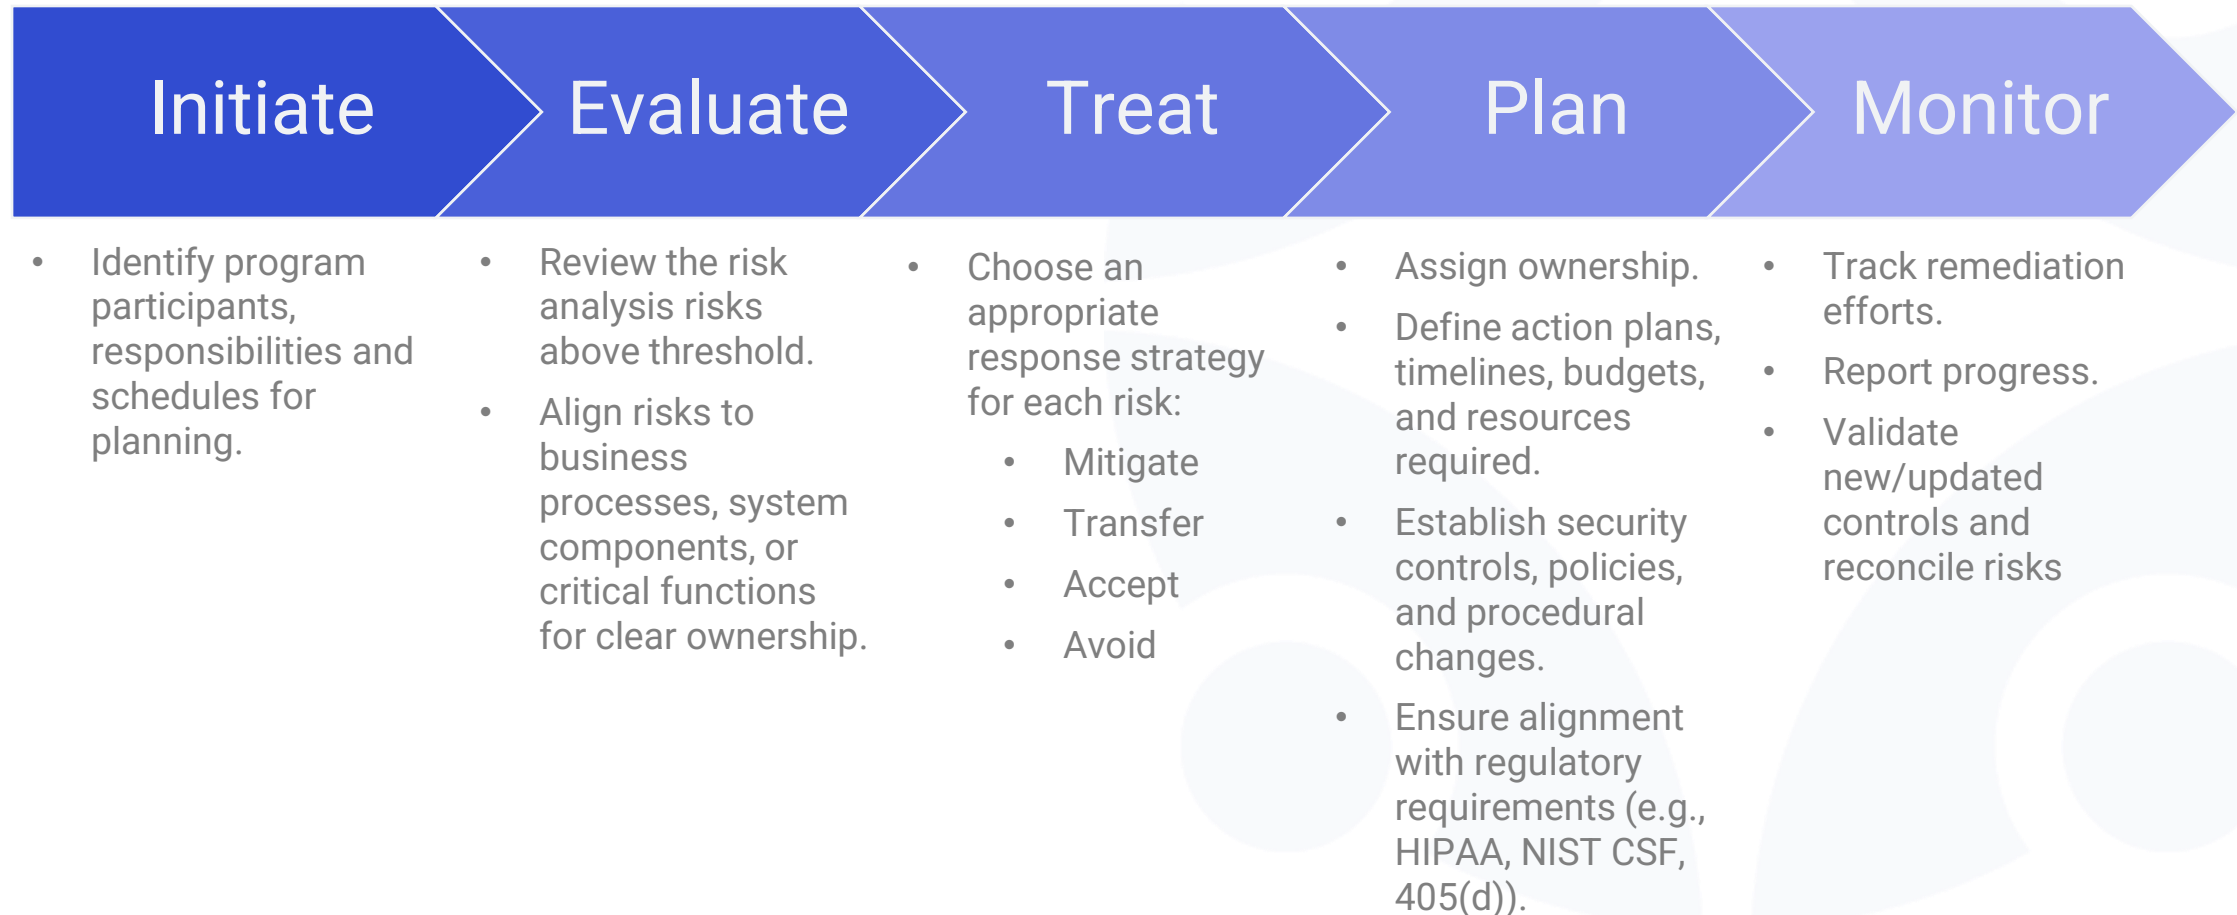 Initiate
Evaluate
Treat
Plan
Monitor
• Identify program
participants,
responsibilities and
schedules for
planning.
• Review the risk
analysis risks
above threshold.
• Align risks to
business
processes, system
components, or
critical functions
for clear ownership.
• Choose an
appropriate
response strategy
for each risk:
• Mitigate
• Transfer
• Accept
• Avoid
• Assign ownership.
• Define action plans,
timelines, budgets,
and resources
required.
• Establish security
controls, policies,
and procedural
changes.
• Ensure alignment
with regulatory
requirements (e.g.,
HIPAA, NIST CSF,
405(d)).
• Track remediation
efforts.
• Report progress.
• Validate
new/updated
controls and
reconcile risks